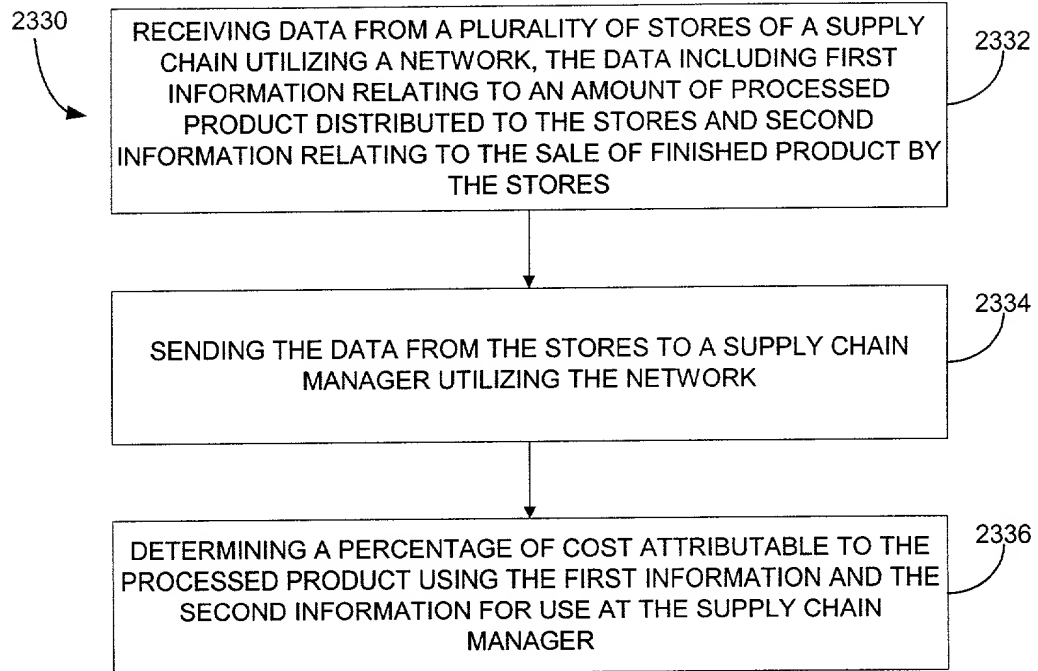 2330
RECEIVING DATA FROM A PLURALITY OF STORES OF A SUPPLY
CHAIN UTILIZING A NETWORK, THE DATA INCLUDING FIRST
INFORMATION RELATING TO AN AMOUNT OF PROCESSED
PRODUCT DISTRIBUTED TO THE STORES AND SECOND
INFORMATION RELATING TO THE SALE OF FINISHED PRODUCT BY
THE STORES
2332
SENDING THE DATA FROM THE STORES TO A SUPPLY CHAIN
MANAGER UTILIZING THE NETWORK
2334
DETERMINING A PERCENTAGE OF COST ATTRIBUTABLE TO THE
PROCESSED PRODUCT USING THE FIRST INFORMATION AND THE
SECOND INFORMATION FOR USE AT THE SUPPLY CHAIN
MANAGER
2336